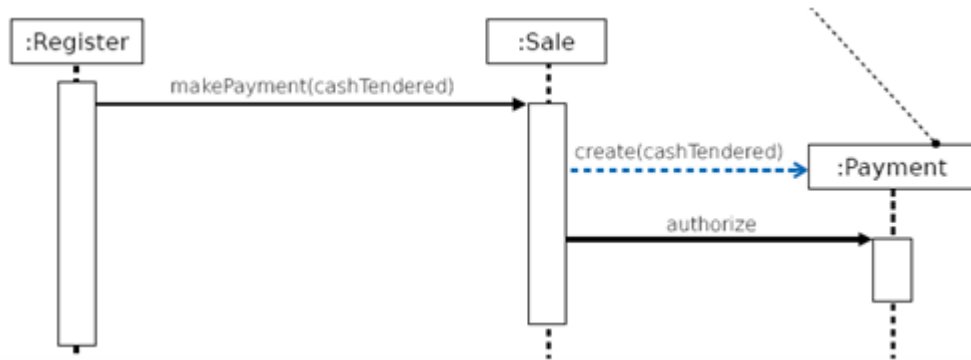 :Register
:Sale
makePayment(cashTendered)
create(cashTendered)
:Payment
authorize